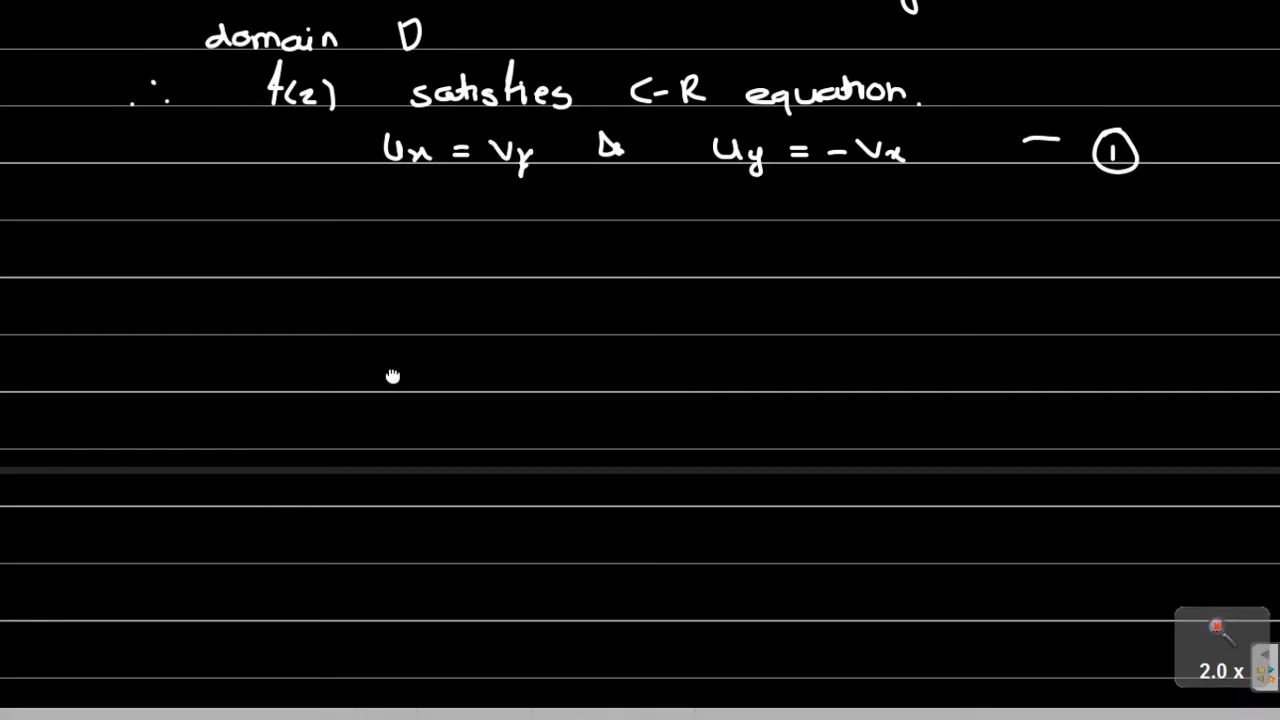 domain D
∴ f(z) satisfies C-R equation.
Ux = Vy & Uy = -Vx — ①
2.0 x